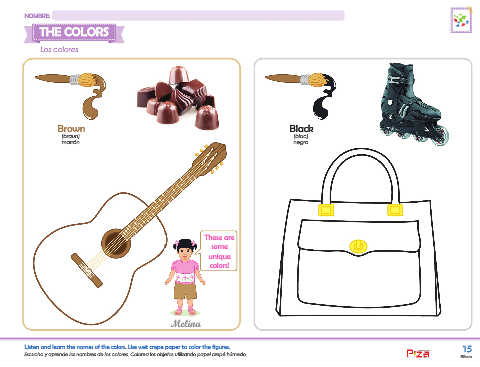 NOMBRE:
THE COLORS
Los colores
Brown
(braun)
marrón
Black
(blac)
negro
These are
some
unique
colors!
Melina
Listen and learn the names of the colors. Use wet crepe paper to color the figures.
Escucha y aprende los nombres de los colores. Colorea los objetos utilizando papel crepé húmedo.
15